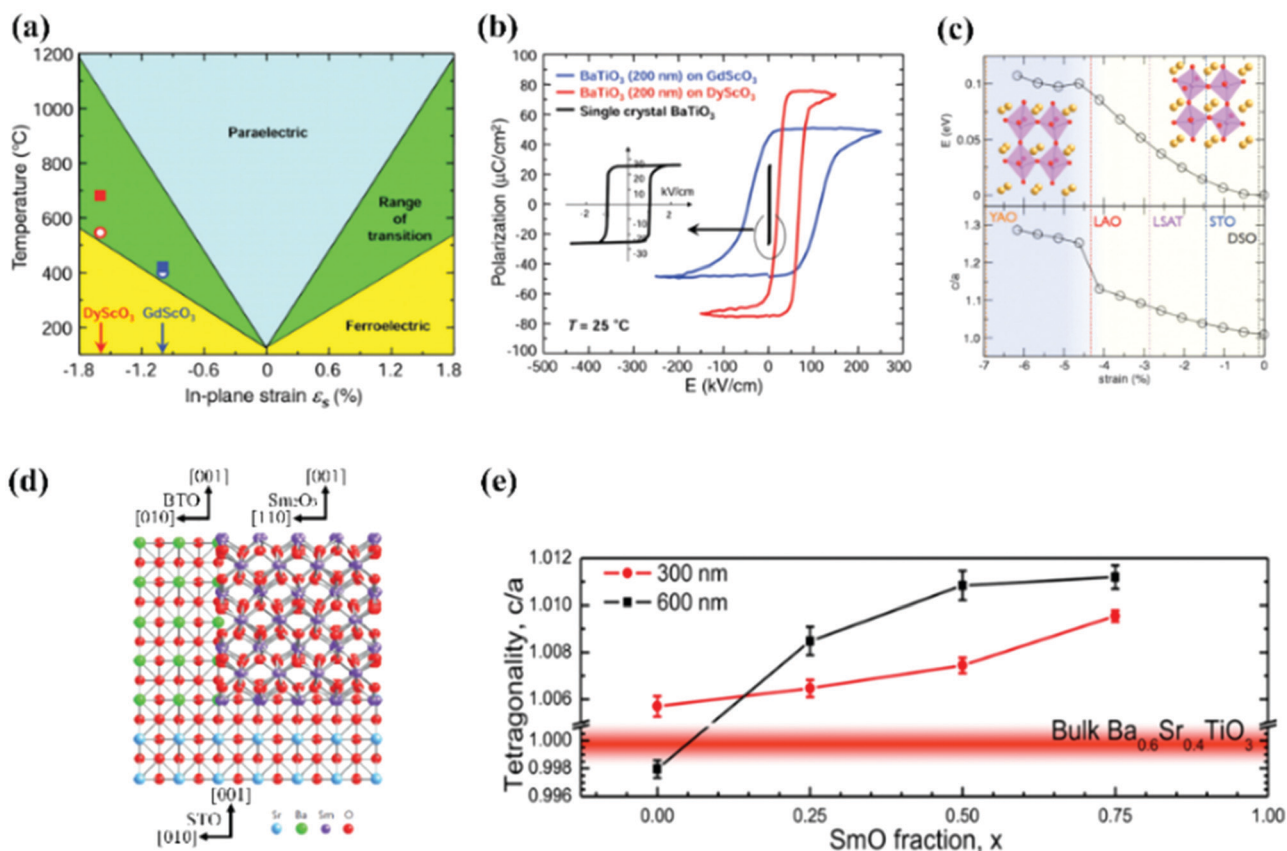 (a)
1200
1000
800
600
400
200
Temperature (°C)
Paraelectric
Range of transition
Ferroelectric
DyScO3
GdScO3
-1.8 -1.2 -0.6 0 0.6 1.2 1.8
In-plane strain εs (%)
(b)
100
80
60
40
20
0
-20
-40
-60
-80
-100
Polarization (μC/cm2)
BaTiO3 (200 nm) on GdScO3
BaTiO3 (200 nm) on DyScO3
Single crystal BaTiO3
30
20
kV/cm
-2 2
-20
-30
T = 25 °C
-500 -400 -300 -200 -100 0 100 200 300
E (kV/cm)
(c)
0.1
0.05
0
E (eV)
YAO LAO LSAT STO DSO
1.3
1.2
1.1
1.0
c/a
-7 -6 -5 -4 -3 -2 -1 0
strain (%)
(d)
[001] [001]
BTO Sm2O3
[010] [110]
[001]
STO
[010]
Sr Ba Sm O
(e)
1.012
1.010
1.008
1.006
1.000
0.998
0.996
Tetragonality, c/a
300 nm
600 nm
Bulk Ba0.6Sr0.4TiO3
0.00 0.25 0.50 0.75 1.00
SmO fraction, x